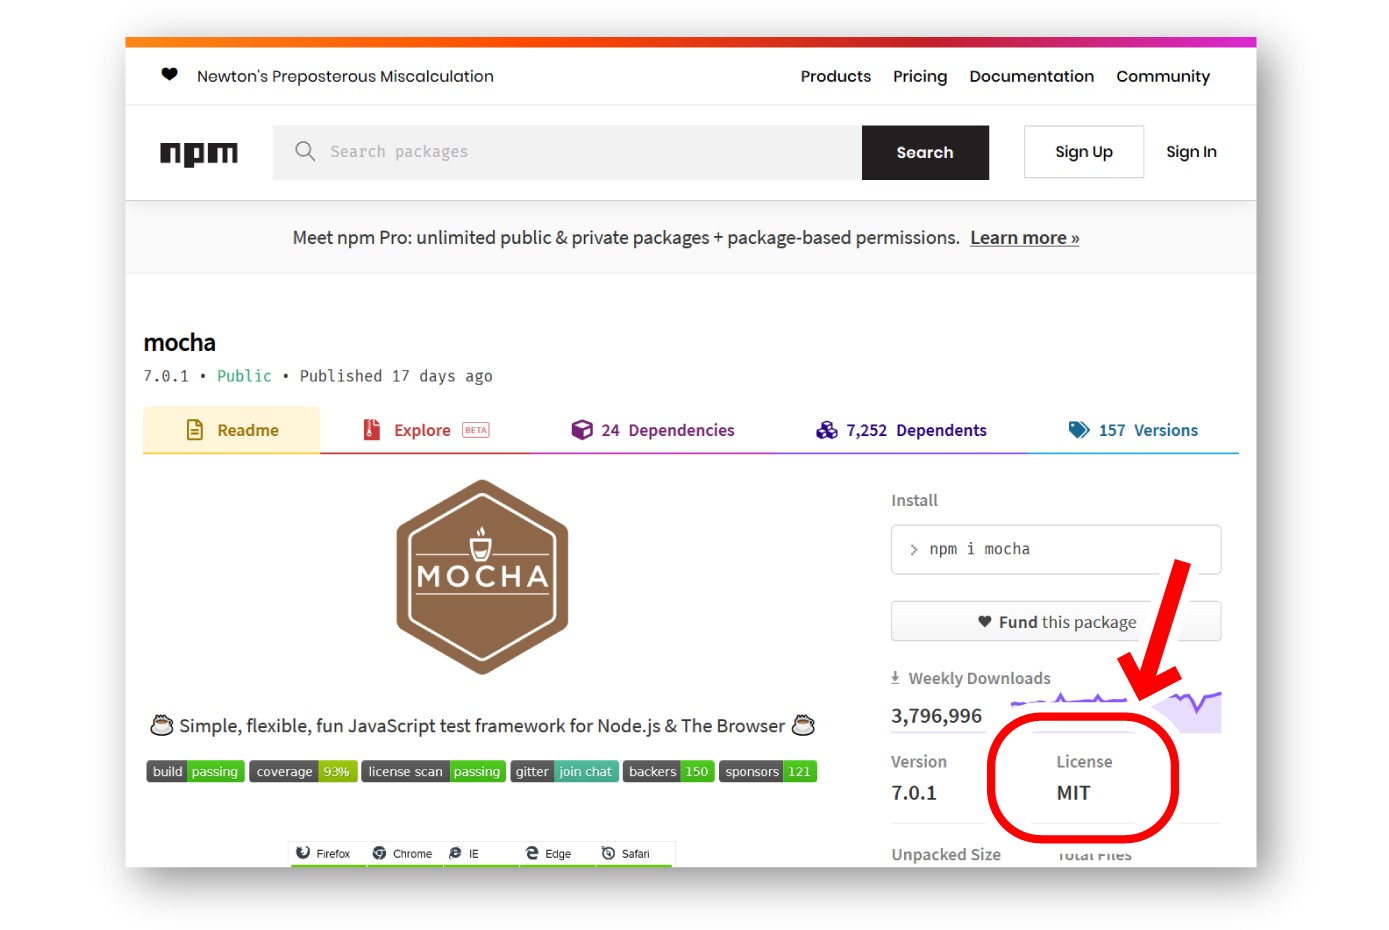 Newton's Preposterous Miscalculation
Products Pricing Documentation Community
npm
Search packages
Search
Sign Up
Sign In
Meet npm Pro: unlimited public & private packages + package-based permissions. Learn more »
mocha
7.0.1 • Public • Published 17 days ago
Readme
Explore BETA
24 Dependencies
7,252 Dependents
157 Versions
MOCHA
Simple, flexible, fun JavaScript test framework for Node.js & The Browser
build passing
coverage 93%
license scan passing
gitter join chat
backers 150
sponsors 121
Firefox
Chrome
IE
Edge
Safari
Install
> npm i mocha
Fund this package
Weekly Downloads
3,796,996
Version
7.0.1
License
MIT
Unpacked Size
Total Files